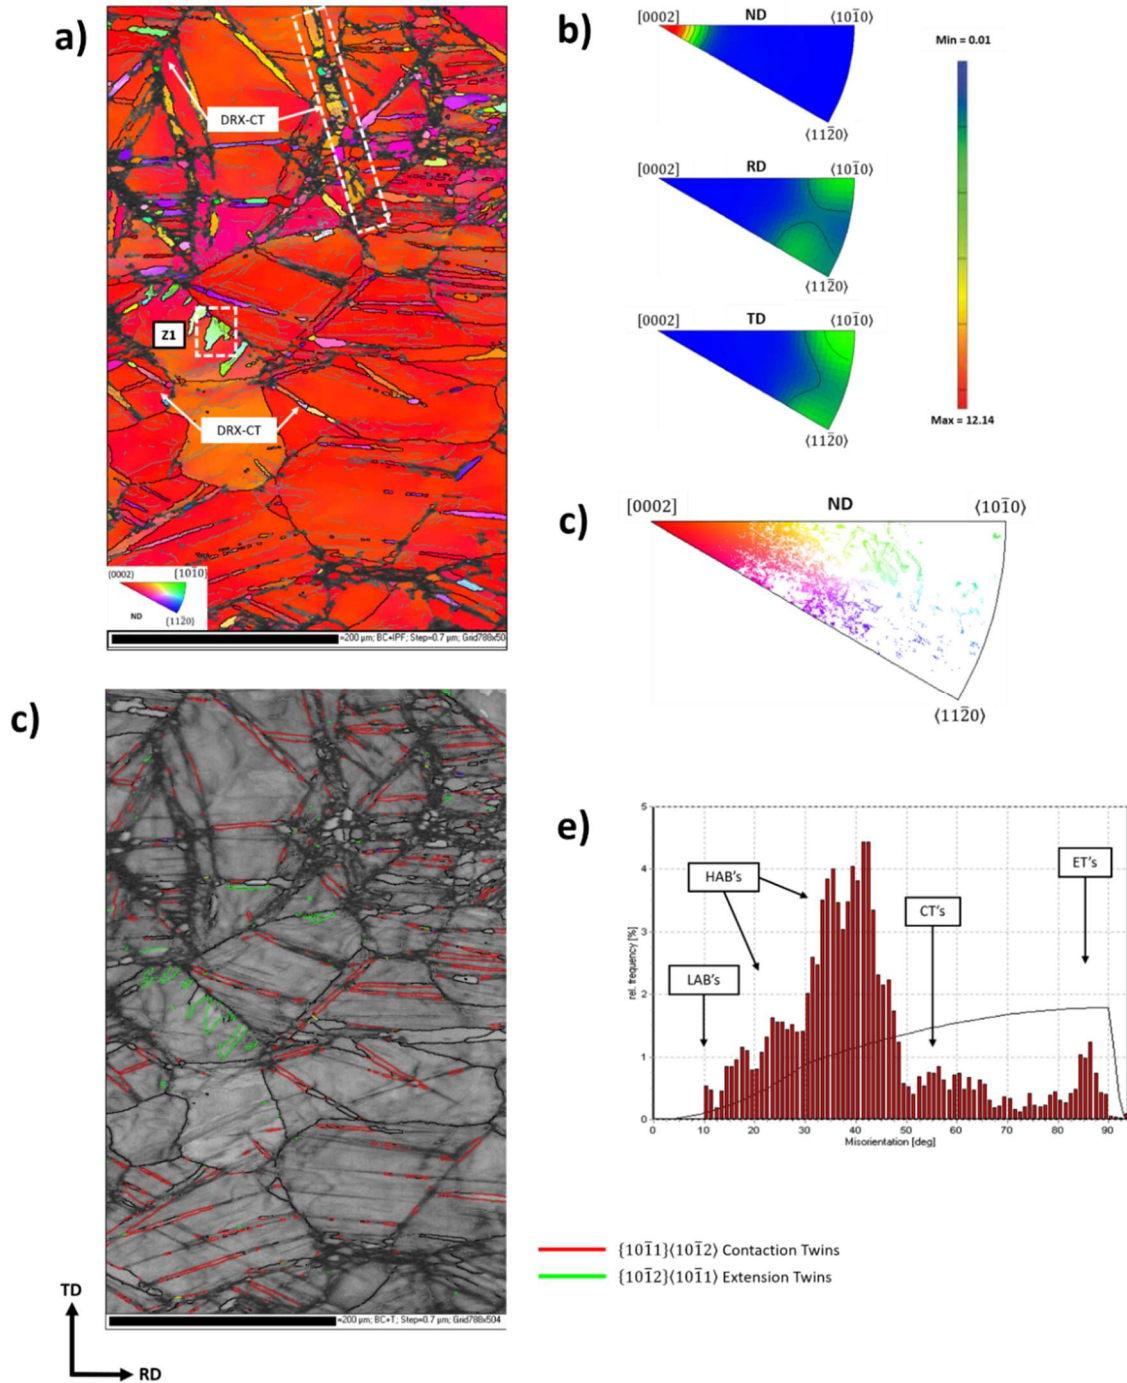 a)
DRX-CT
Z1
DRX-CT
(0002)
{101̄0}
ND
{112̄0}
=200 µm; BC+IPF; Step=0.7 µm; Grid788x50
b)
ND
[0002]
⟨101̄0⟩
⟨112̄0⟩
RD
[0002]
⟨101̄0⟩
⟨112̄0⟩
TD
[0002]
⟨101̄0⟩
⟨112̄0⟩
Min = 0.01
Max = 12.14
c)
ND
[0002]
⟨101̄0⟩
⟨112̄0⟩
c)
=200 µm; BC+T; Step=0.7 µm; Grid788x504
TD
RD
e)
rel. frequency [%]
5
4
3
2
1
0
0 10 20 30 40 50 60 70 80 90
Misorientation [deg]
HAB's
LAB's
CT's
ET's
{101̄1}⟨101̄2⟩ Contaction Twins
{101̄2}⟨101̄1⟩ Extension Twins